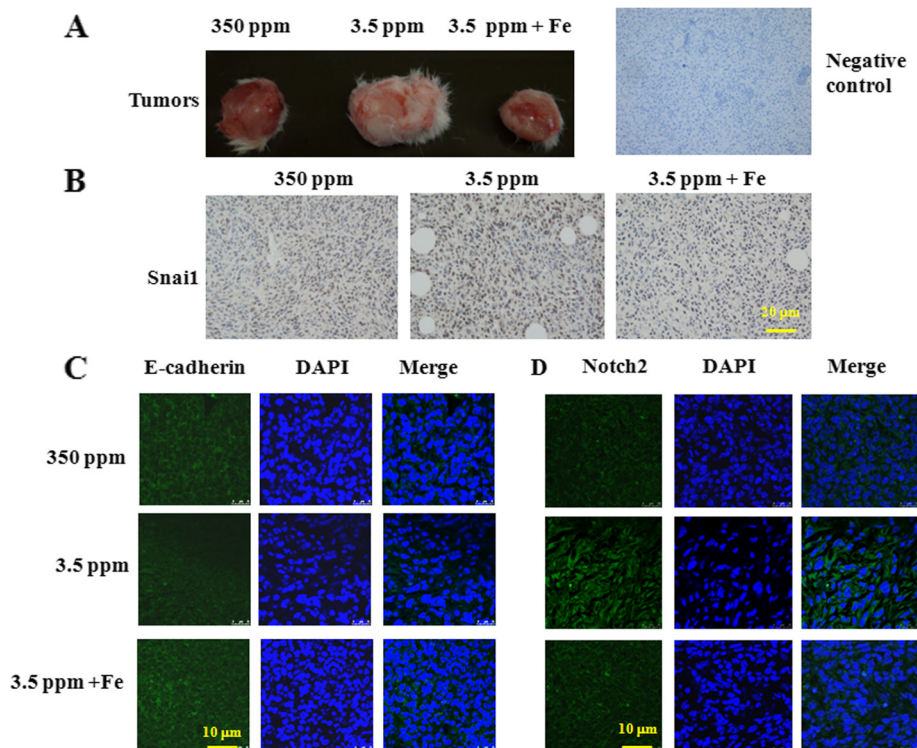 A
350 ppm 3.5 ppm 3.5 ppm + Fe
Tumors
Negative
control
B
350 ppm 3.5 ppm 3.5 ppm + Fe
Snai1
20 µm
C E-cadherin DAPI Merge D Notch2 DAPI Merge
350 ppm
3.5 ppm
3.5 ppm +Fe
10 µm 10 µm